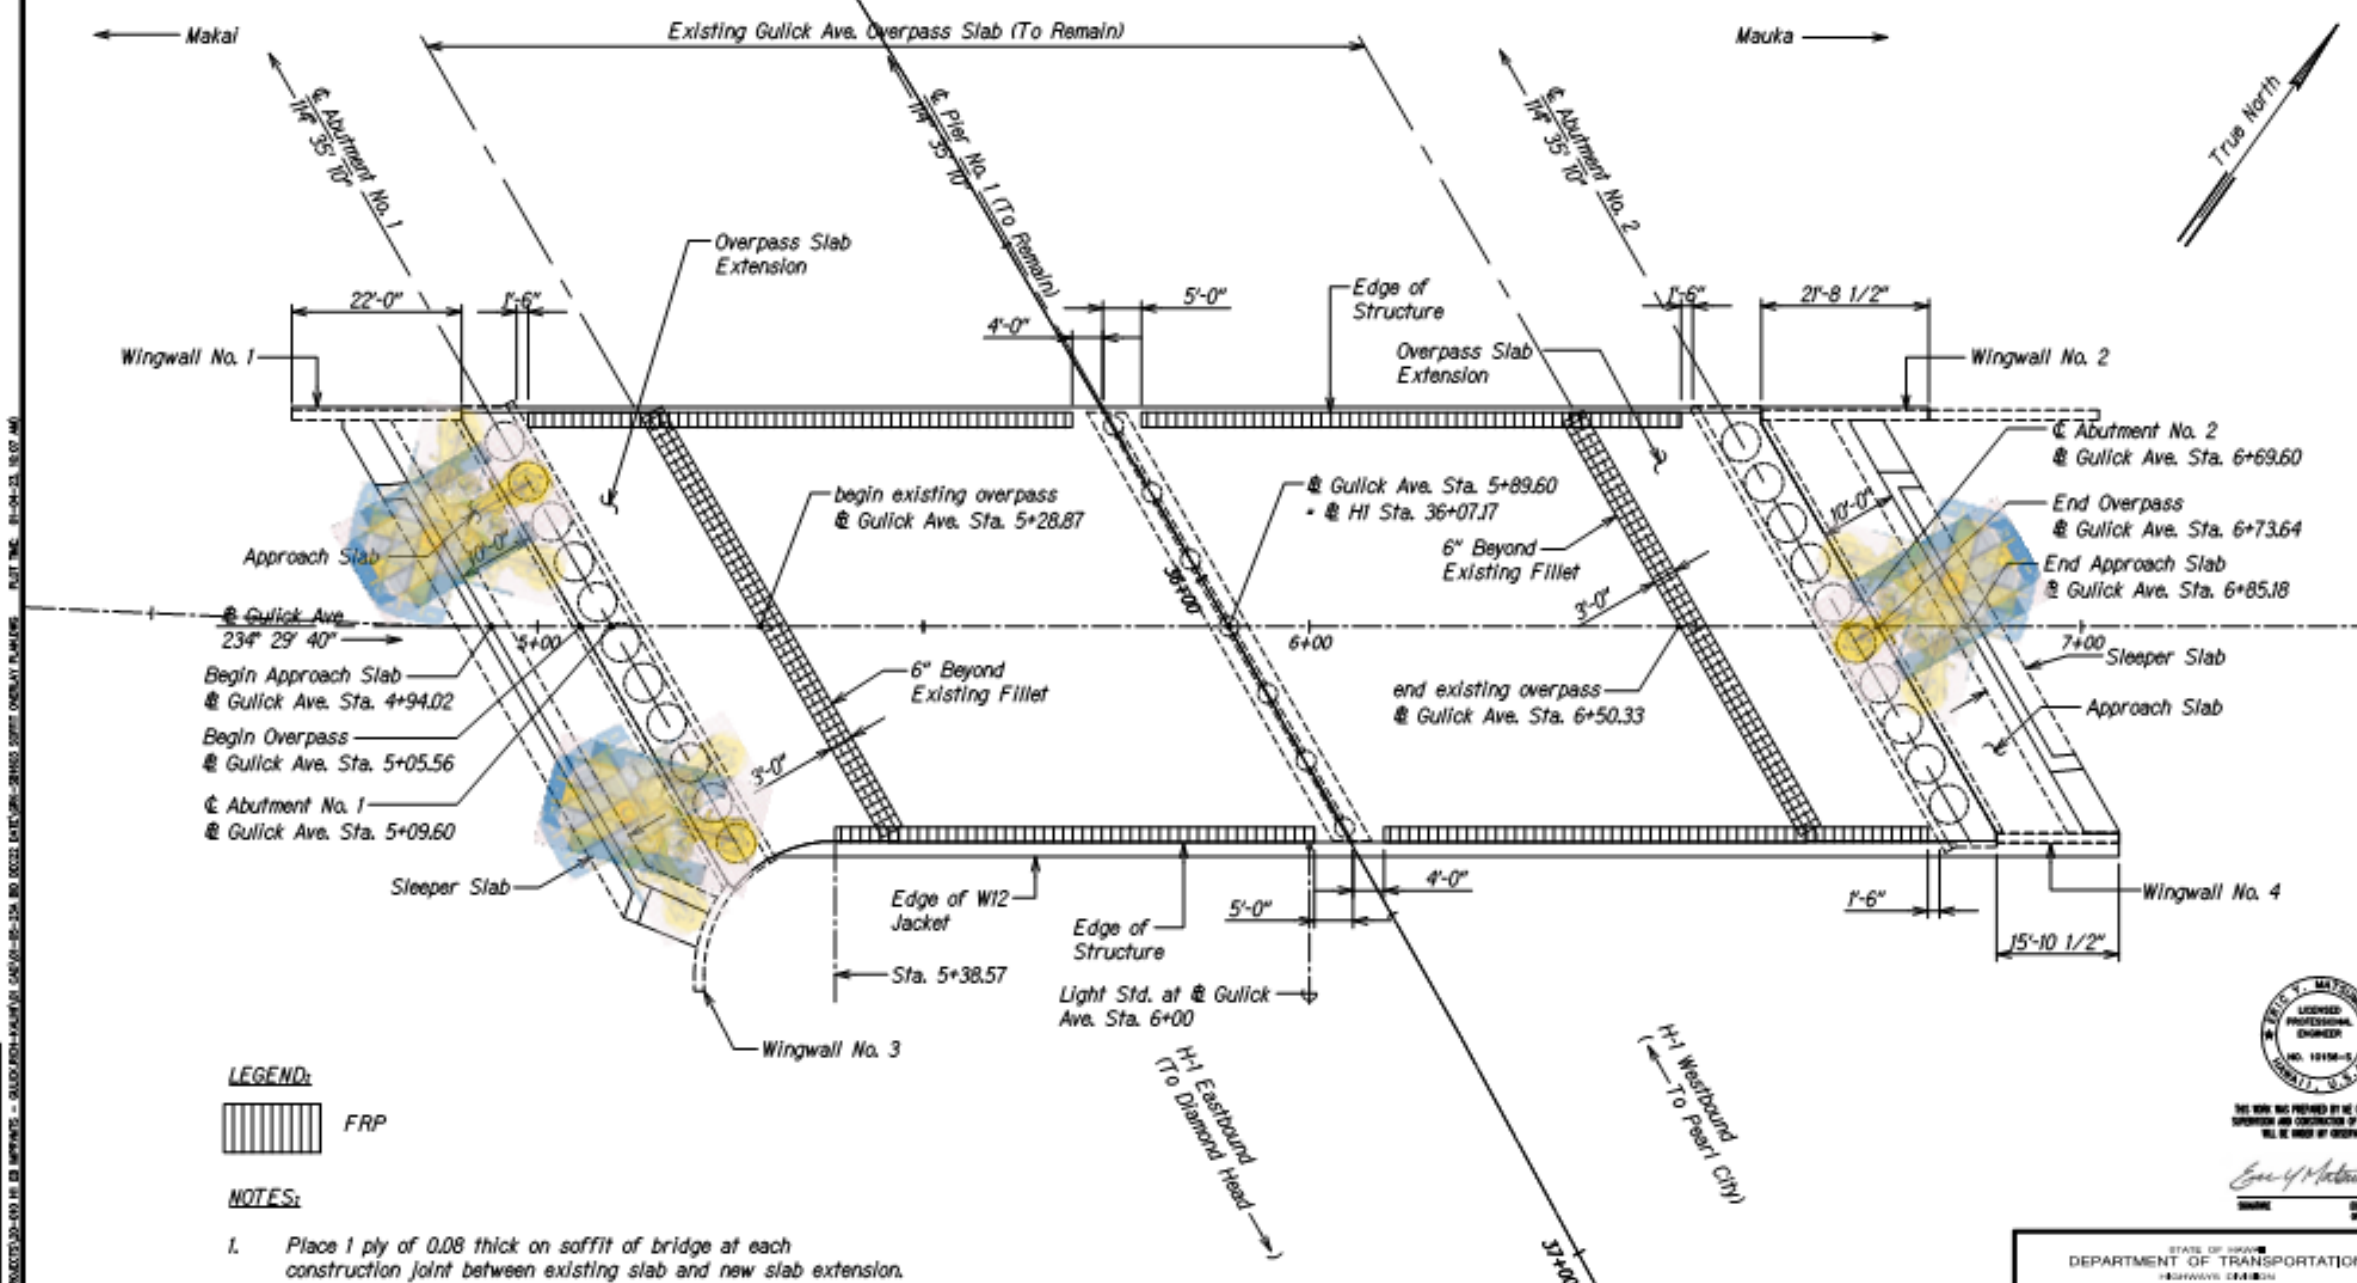 Makai
Existing Gulick Ave. Overpass Slab (To Remain)
Mauka
True North
℄ Abutment No. 1
114° 35' 10"
℄ Pier No. 1 (To Remain)
114° 35' 10"
℄ Abutment No. 2
114° 35' 10"
Overpass Slab
Extension
22'-0"
1'-6"
4'-0"
5'-0"
Edge of
Structure
Overpass Slab
Extension
1'-6"
21'-8 1/2"
Wingwall No. 1
Wingwall No. 2
℄ Abutment No. 2
℄ Gulick Ave. Sta. 6+69.60
begin existing overpass
℄ Gulick Ave. Sta. 5+28.87
℄ Gulick Ave. Sta. 5+89.60
= ℄ H1 Sta. 36+07.17
6" Beyond
Existing Fillet
3'-0"
10'-0"
End Overpass
℄ Gulick Ave. Sta. 6+73.64
End Approach Slab
℄ Gulick Ave. Sta. 6+85.18
Approach Slab
10'-0"
36+00
℄ Gulick Ave
234° 29' 40"
5+00
6+00
7+00
Sleeper Slab
Approach Slab
Begin Approach Slab
℄ Gulick Ave. Sta. 4+94.02
Begin Overpass
℄ Gulick Ave. Sta. 5+05.56
℄ Abutment No. 1
℄ Gulick Ave. Sta. 5+09.60
6" Beyond
Existing Fillet
3'-0"
end existing overpass
℄ Gulick Ave. Sta. 6+50.33
Sleeper Slab
Edge of W12
Jacket
Edge of
Structure
5'-0"
4'-0"
1'-6"
15'-10 1/2"
Wingwall No. 4
Sta. 5+38.57
Light Std. at ℄ Gulick
Ave. Sta. 6+00
Wingwall No. 3
H-1 Eastbound
(To Diamond Head
)
H-1 Westbound
(
To Pearl City)
37+00
LEGEND:
FRP
NOTES:
1. Place 1 ply of 0.08 thick on soffit of bridge at each
construction joint between existing slab and new slab extension.
ERIC Y.
LICENSED
PROFESSIONAL
ENGINEER
HAWAII, U.S.
STATE OF HAWAII
DEPARTMENT OF TRANSPORTATION
HIGHWAYS DIVISION